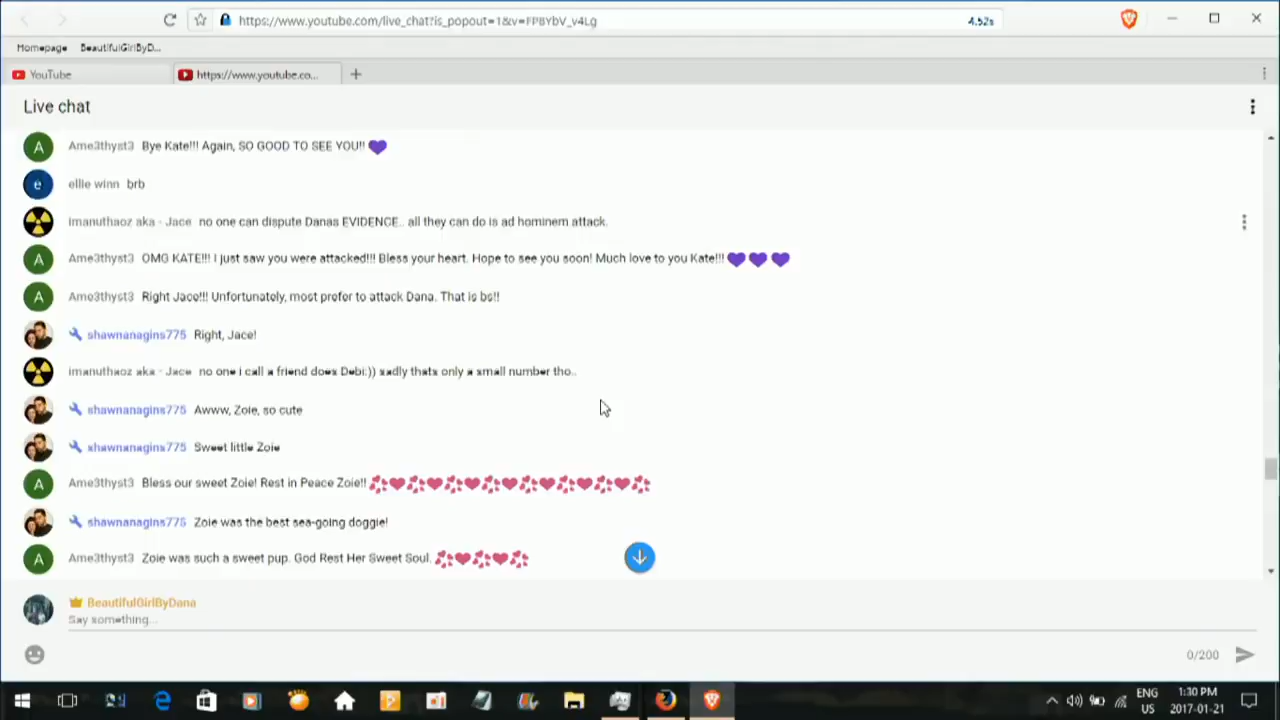 https://www.youtube.com/live_chat?is_popout=1&v=FP8YbV_v4Lg
4.52s
Homepage BeautifulGirlByD...
YouTube https://www.youtube.co...
Live chat
A Ame3thyst3 Bye Kate!!! Again, SO GOOD TO SEE YOU!! 💜
e ellie winn brb
imanuthaoz aka - Jace no one can dispute Danas EVIDENCE.. all they can do is ad hominem attack.
A Ame3thyst3 OMG KATE!!! I just saw you were attacked!!! Bless your heart. Hope to see you soon! Much love to you Kate!!! 💜 💜 💜
A Ame3thyst3 Right Jace!!! Unfortunately, most prefer to attack Dana. That is bs!!
shawnanagins775 Right, Jace!
imanuthaoz aka - Jace no one i call a friend does Debi:)) sadly thats only a small number tho..
shawnanagins775 Awww, Zoie, so cute
shawnanagins775 Sweet little Zoie
A Ame3thyst3 Bless our sweet Zoie! Rest in Peace Zoie!! 💞❤💞❤💞❤💞❤💞❤💞❤💞❤💞
shawnanagins775 Zoie was the best sea-going doggie!
A Ame3thyst3 Zoie was such a sweet pup. God Rest Her Sweet Soul. 💞❤💞❤💞
BeautifulGirlByDana
Say something...
0/200
ENG 1:30 PM
US 2017-01-21